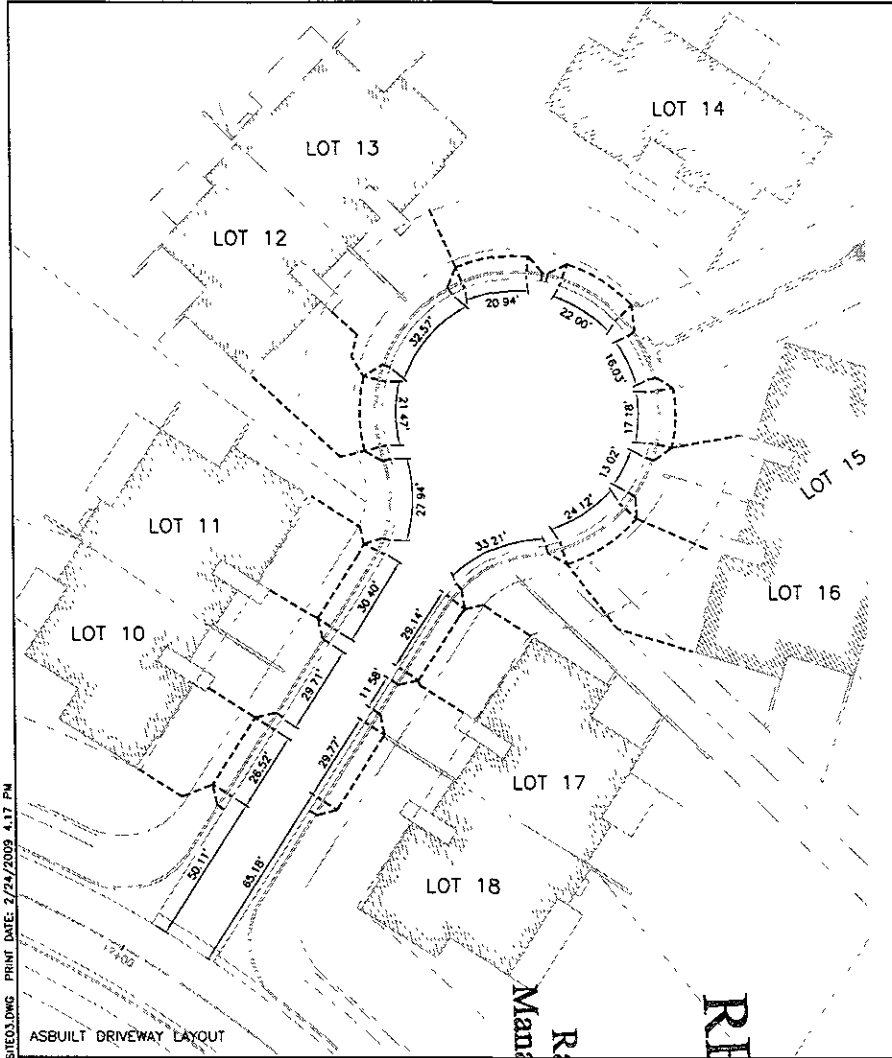 LOT 14
LOT 13
LOT 12
20 94'
22 00'
32.57'
16.03'
21 47'
17 18'
LOT 15
13 02'
27 94'
24 12'
LOT 11
33 21'
LOT 16
30 40'
29.14'
LOT 10
29.71'
11 58'
26.52'
29.77'
LOT 17
50.11'
65.18'
LOT 18
ASBUILT DRIVEWAY LAYOUT
SITE03.DWG PRINT DATE: 2/24/2009 4.17 PM
Mana